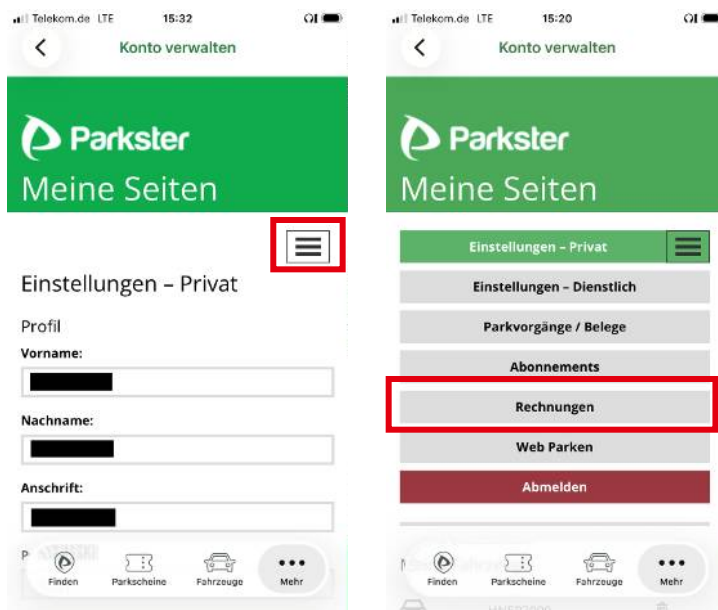 Telekom.de LTE 15:32
Konto verwalten
Parkster
Meine Seiten
Einstellungen – Privat
Profil
Vorname:
Nachname:
Anschrift:
P
Finden Parkscheine Fahrzeuge Mehr
Telekom.de LTE 15:20
Konto verwalten
Parkster
Meine Seiten
Einstellungen – Privat
Einstellungen – Dienstlich
Parkvorgänge / Belege
Abonnements
Rechnungen
Web Parken
Abmelden
Finden Parkscheine Fahrzeuge Mehr